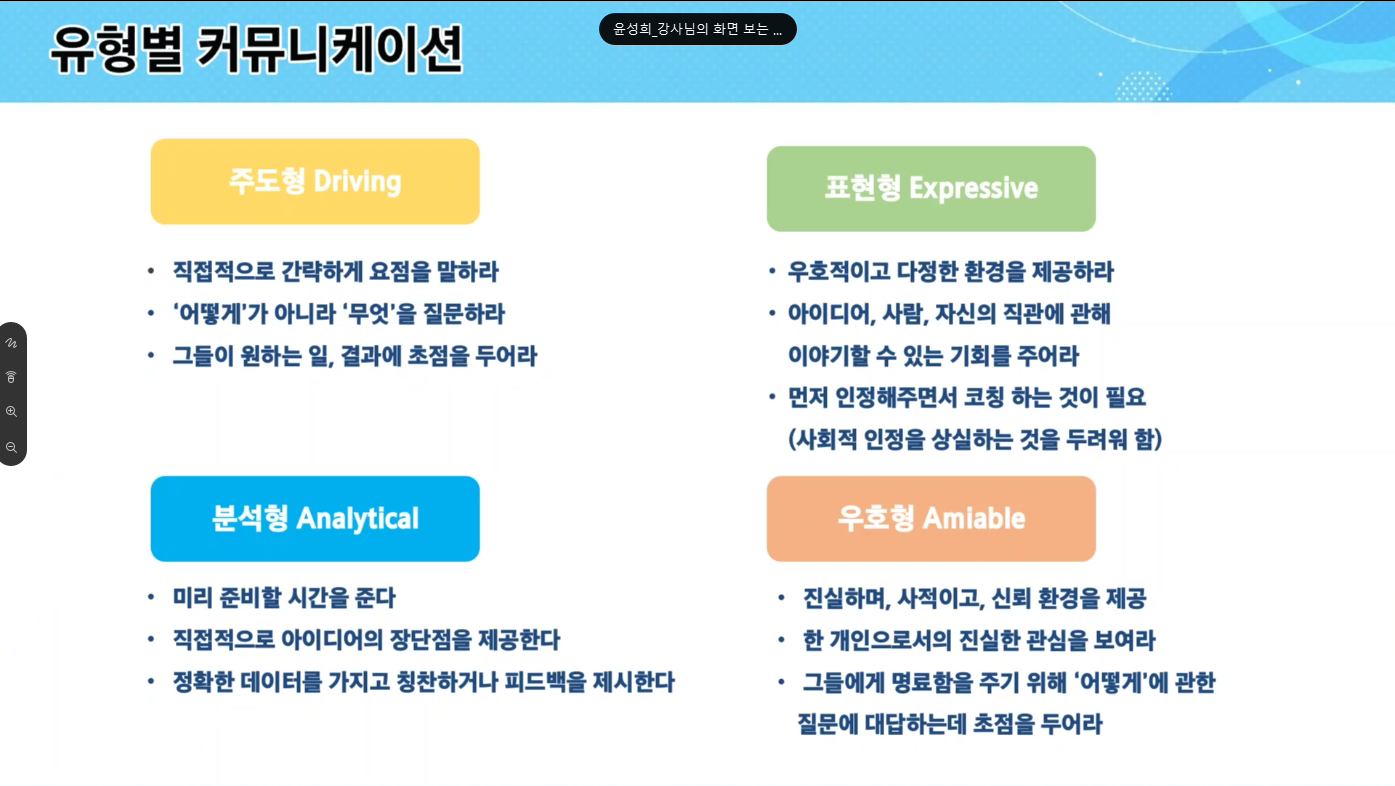 유형별 커뮤니케이션
윤성희_강사님의 화면 보는 ...
주도형 Driving
• 직접적으로 간략하게 요점을 말하라
• ‘어떻게’가 아니라 ‘무엇’을 질문하라
• 그들이 원하는 일, 결과에 초점을 두어라
표현형 Expressive
• 우호적이고 다정한 환경을 제공하라
• 아이디어, 사람, 자신의 직관에 관해
이야기할 수 있는 기회를 주어라
• 먼저 인정해주면서 코칭 하는 것이 필요
(사회적 인정을 상실하는 것을 두려워 함)
분석형 Analytical
• 미리 준비할 시간을 준다
• 직접적으로 아이디어의 장단점을 제공한다
• 정확한 데이터를 가지고 칭찬하거나 피드백을 제시한다
우호형 Amiable
• 진실하며, 사적이고, 신뢰 환경을 제공
• 한 개인으로서의 진실한 관심을 보여라
• 그들에게 명료함을 주기 위해 ‘어떻게’에 관한
질문에 대답하는데 초점을 두어라